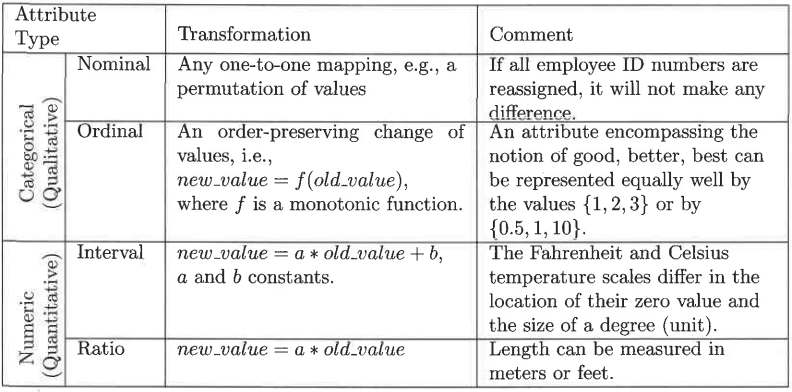 Attribute
Type
Transformation
Comment
Categorical
(Qualitative)
Nominal
Any one-to-one mapping, e.g., a
permutation of values
If all employee ID numbers are
reassigned, it will not make any
difference.
Ordinal
An order-preserving change of
values, i.e.,
new_value = f(old_value),
where f is a monotonic function.
An attribute encompassing the
notion of good, better, best can
be represented equally well by
the values {1, 2, 3} or by
{0.5, 1, 10}.
Numeric
(Quantitative)
Interval
new_value = a * old_value + b,
a and b constants.
The Fahrenheit and Celsius
temperature scales differ in the
location of their zero value and
the size of a degree (unit).
Ratio
new_value = a * old_value
Length can be measured in
meters or feet.